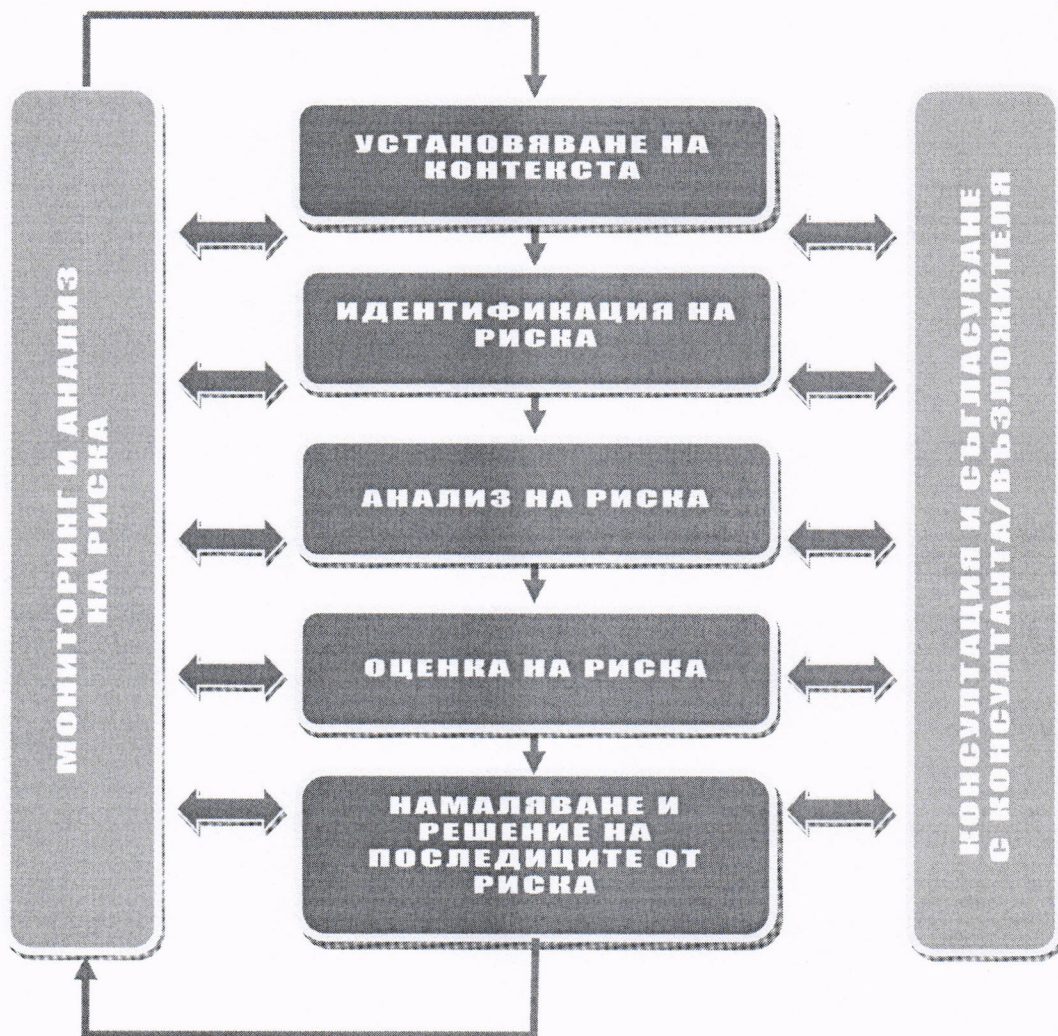 МОНИТОРИНГ И АНАЛИЗ
НА РИСКА
УСТАНОВЯВАНЕ НА
КОНТЕКСТА
ИДЕНТИФИКАЦИЯ НА
РИСКА
АНАЛИЗ НА РИСКА
ОЦЕНКА НА РИСКА
НАМАЛЯВАНЕ И
РЕШЕНИЕ НА
ПОСЛЕДИЦИТЕ ОТ
РИСКА
КОНСУЛТАЦИЯ И СЪГЛАСУВАНЕ
С КОНСУЛТАНТА/ВЪЗЛОЖИТЕЛЯ